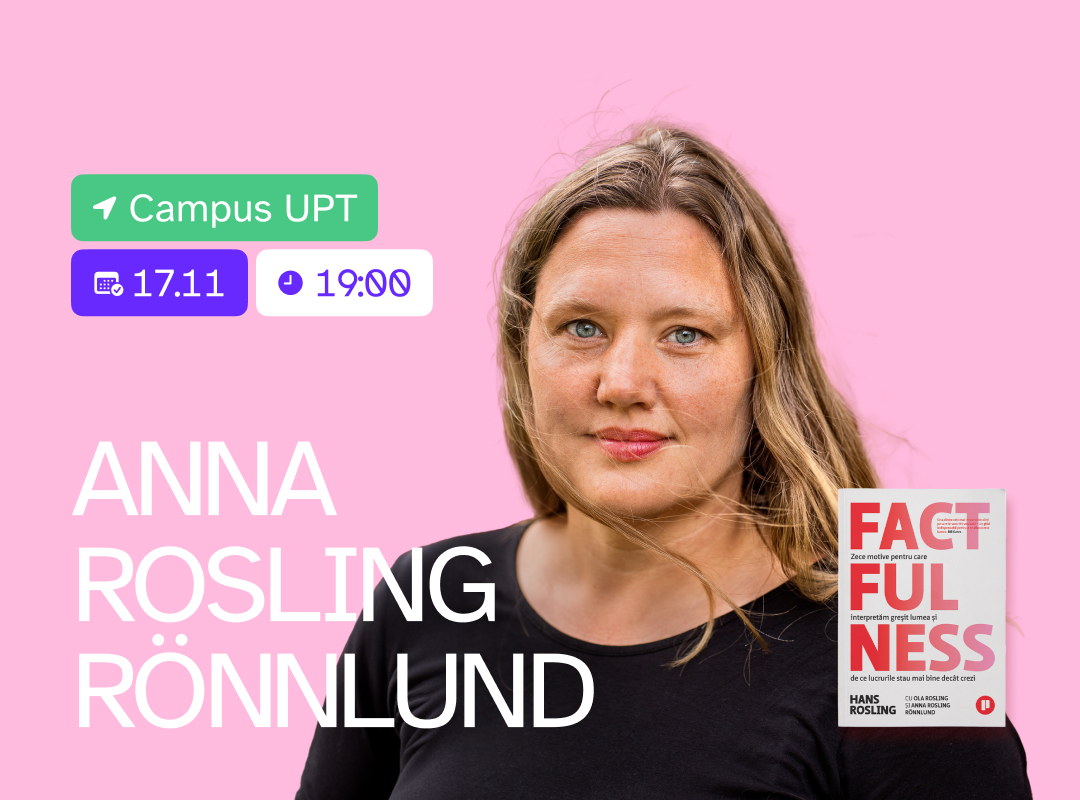 Campus UPT
17.11
19:00
ANNA
ROSLING
RÖNNLUND
FACT
Zece motive pentru care
FUL
interpretăm greșit lumea și
NESS
de ce lucrurile stau mai bine decât crezi
HANS
ROSLING
CU OLA ROSLING
ȘI ANNA ROSLING
RÖNNLUND